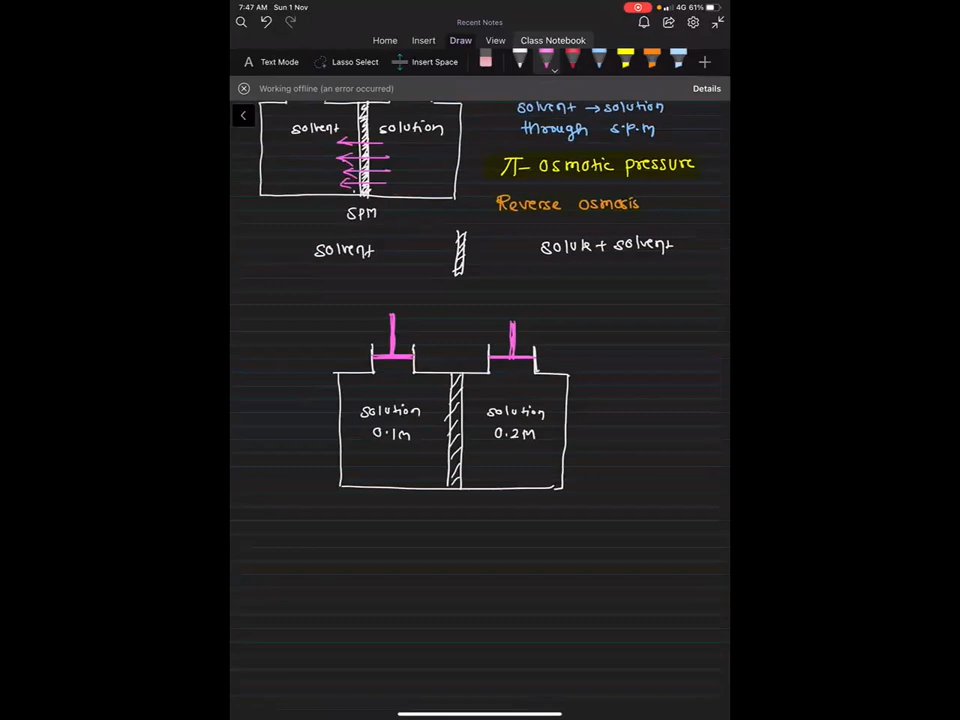 7:47 AM Sun 1 Nov
4G 61%
Recent Notes
Home Insert Draw View Class Notebook
Text Mode Lasso Select Insert Space
Working offline (an error occurred) Details
solvent solution
solvent → solution
through s.p.m
π- osmotic pressure
Reverse osmosis
SPM
solvent
solute + solvent
solution
0.1M
solution
0.2M